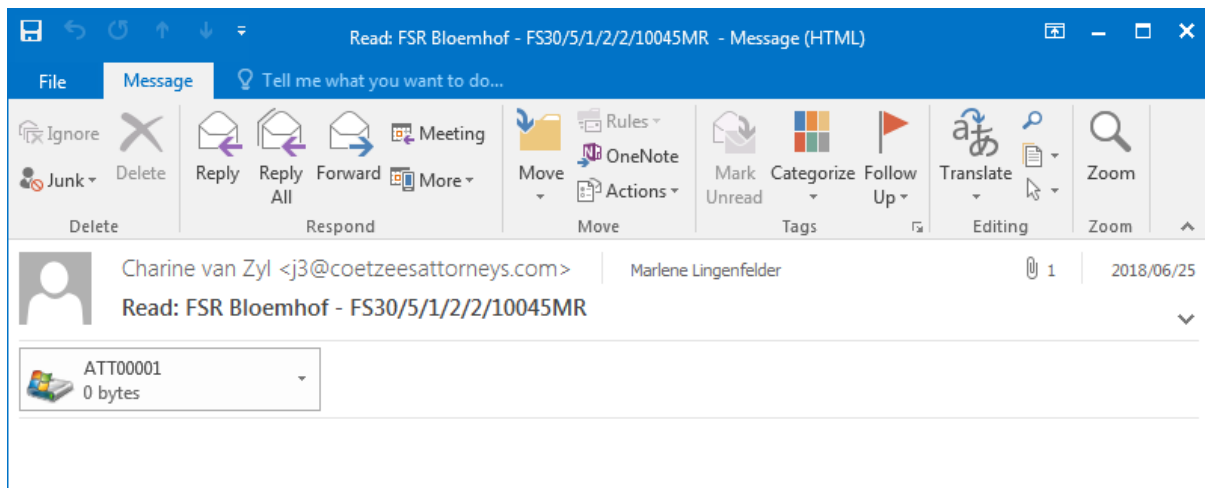 Read: FSR Bloemhof - FS30/5/1/2/2/10045MR - Message (HTML)
File Message Tell me what you want to do...
Ignore
Junk
Delete
Reply
Reply All
Forward
Meeting
More
Move
Rules
OneNote
Actions
Mark Unread
Categorize
Follow Up
Translate
Zoom
Delete Respond Move Tags Editing Zoom
Charine van Zyl <j3@coetzeesattorneys.com> Marlene Lingenfelder 1 2018/06/25
Read: FSR Bloemhof - FS30/5/1/2/2/10045MR
ATT00001
0 bytes